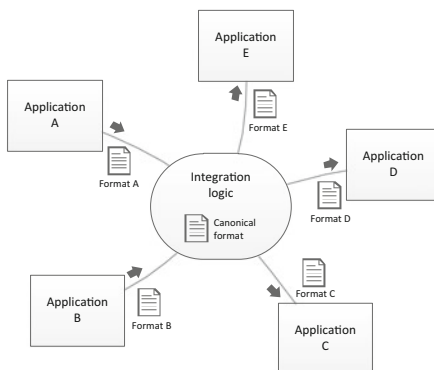 Application
E
Format E
Application
A
Format A
Application
D
Format D
Integration
logic
Canonical
format
Application
B
Format B
Format C
Application
C